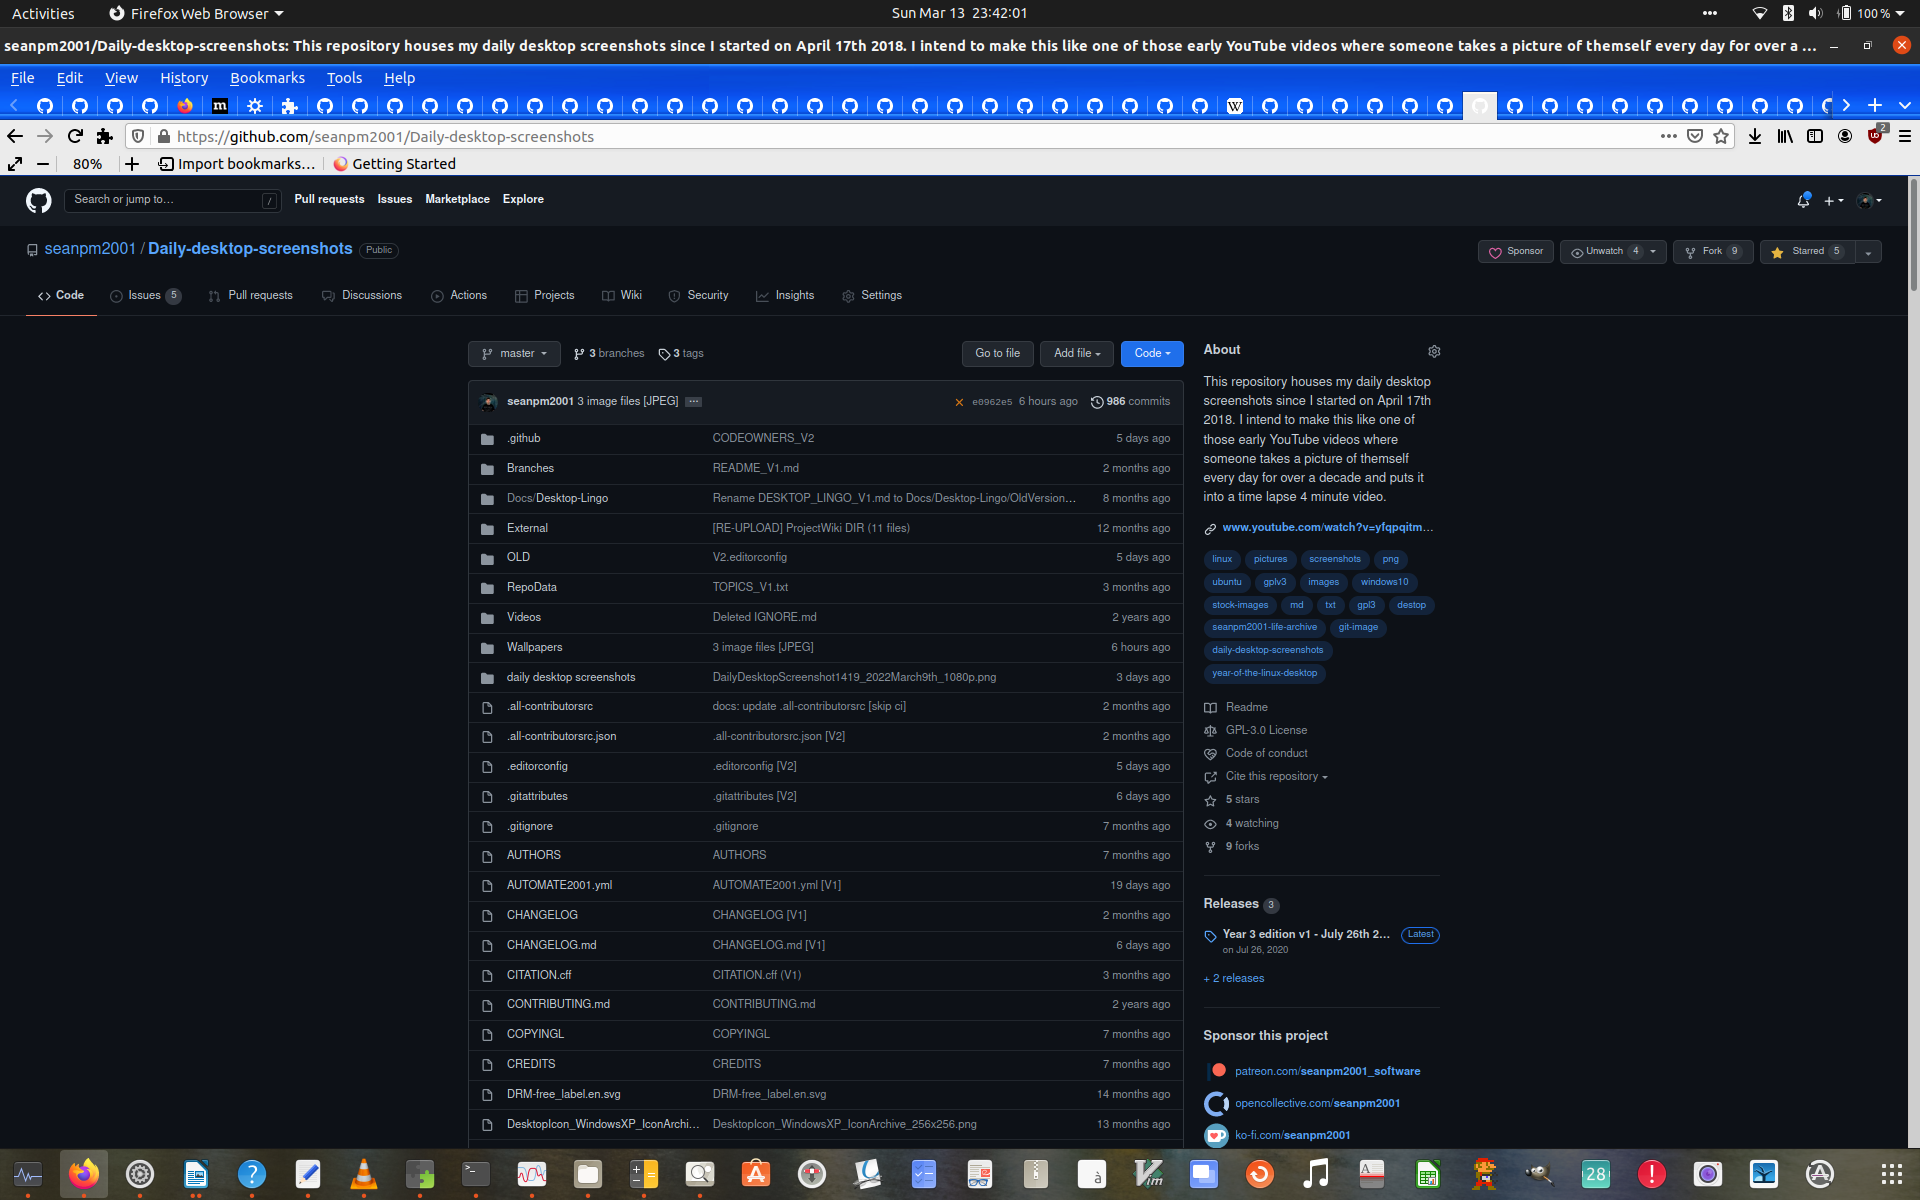 Activities
Firefox Web Browser
Sun Mar 13 23:42:01
100 %
seanpm2001/Daily-desktop-screenshots: This repository houses my daily desktop screenshots since I started on April 17th 2018. I intend to make this like one of those early YouTube videos where someone takes a picture of themself every day for over a ...
File Edit View History Bookmarks Tools Help
https://github.com/seanpm2001/Daily-desktop-screenshots
2
80%
Import bookmarks...
Getting Started
Search or jump to...
/
Pull requests Issues Marketplace Explore
seanpm2001 / Daily-desktop-screenshots Public
Sponsor
Unwatch 4
Fork 9
Starred 5
Code
Issues 5
Pull requests
Discussions
Actions
Projects
Wiki
Security
Insights
Settings
master
3 branches
3 tags
Go to file
Add file
Code
seanpm2001 3 image files [JPEG] ...
e0962e5 6 hours ago
986 commits
.github CODEOWNERS_V2 5 days ago
Branches README_V1.md 2 months ago
Docs/Desktop-Lingo Rename DESKTOP_LINGO_V1.md to Docs/Desktop-Lingo/OldVersion... 8 months ago
External [RE-UPLOAD] ProjectWiki DIR (11 files) 12 months ago
OLD V2.editorconfig 5 days ago
RepoData TOPICS_V1.txt 3 months ago
Videos Deleted IGNORE.md 2 years ago
Wallpapers 3 image files [JPEG] 6 hours ago
daily desktop screenshots DailyDesktopScreenshot1419_2022March9th_1080p.png 3 days ago
.all-contributorsrc docs: update .all-contributorsrc [skip ci] 2 months ago
.all-contributorsrc.json .all-contributorsrc.json [V2] 2 months ago
.editorconfig .editorconfig [V2] 5 days ago
.gitattributes .gitattributes [V2] 6 days ago
.gitignore .gitignore 7 months ago
AUTHORS AUTHORS 7 months ago
AUTOMATE2001.yml AUTOMATE2001.yml [V1] 19 days ago
CHANGELOG CHANGELOG [V1] 2 months ago
CHANGELOG.md CHANGELOG.md [V1] 6 days ago
CITATION.cff CITATION.cff (V1) 3 months ago
CONTRIBUTING.md CONTRIBUTING.md 2 years ago
COPYINGL COPYINGL 7 months ago
CREDITS CREDITS 7 months ago
DRM-free_label.en.svg DRM-free_label.en.svg 14 months ago
DesktopIcon_WindowsXP_IconArchi... DesktopIcon_WindowsXP_IconArchive_256x256.png 13 months ago
About
This repository houses my daily desktop
screenshots since I started on April 17th
2018. I intend to make this like one of
those early YouTube videos where
someone takes a picture of themself
every day for over a decade and puts it
into a time lapse 4 minute video.
www.youtube.com/watch?v=yfqpqitm...
linux pictures screenshots png
ubuntu gplv3 images windows10
stock-images md txt gpl3 destop
seanpm2001-life-archive git-image
daily-desktop-screenshots
year-of-the-linux-desktop
Readme
GPL-3.0 License
Code of conduct
Cite this repository
5 stars
4 watching
9 forks
Releases 3
Year 3 edition v1 - July 26th 2... Latest
on Jul 26, 2020
+ 2 releases
Sponsor this project
patreon.com/seanpm2001_software
opencollective.com/seanpm2001
ko-fi.com/seanpm2001
28